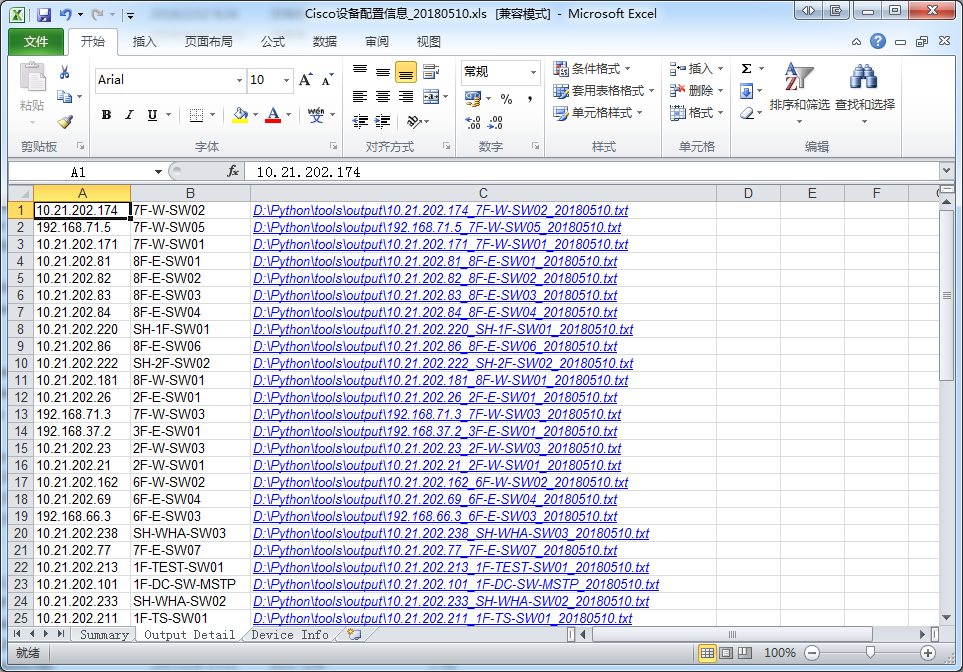 Cisco设备配置信息_20180510.xls [兼容模式] - Microsoft Excel
文件 开始 插入 页面布局 公式 数据 审阅 视图
粘贴 Arial 10 常规 条件格式 插入 Σ
套用表格格式 删除 排序和筛选 查找和选择
B I U A wén 文 % , 单元格样式 格式
剪贴板 字体 对齐方式 数字 样式 单元格 编辑
A1 fx 10.21.202.174
A B C D E F
1 10.21.202.174 7F-W-SW02 D:\Python\tools\output\10.21.202.174_7F-W-SW02_20180510.txt
2 192.168.71.5 7F-W-SW05 D:\Python\tools\output\192.168.71.5_7F-W-SW05_20180510.txt
3 10.21.202.171 7F-W-SW01 D:\Python\tools\output\10.21.202.171_7F-W-SW01_20180510.txt
4 10.21.202.81 8F-E-SW01 D:\Python\tools\output\10.21.202.81_8F-E-SW01_20180510.txt
5 10.21.202.82 8F-E-SW02 D:\Python\tools\output\10.21.202.82_8F-E-SW02_20180510.txt
6 10.21.202.83 8F-E-SW03 D:\Python\tools\output\10.21.202.83_8F-E-SW03_20180510.txt
7 10.21.202.84 8F-E-SW04 D:\Python\tools\output\10.21.202.84_8F-E-SW04_20180510.txt
8 10.21.202.220 SH-1F-SW01 D:\Python\tools\output\10.21.202.220_SH-1F-SW01_20180510.txt
9 10.21.202.86 8F-E-SW06 D:\Python\tools\output\10.21.202.86_8F-E-SW06_20180510.txt
10 10.21.202.222 SH-2F-SW02 D:\Python\tools\output\10.21.202.222_SH-2F-SW02_20180510.txt
11 10.21.202.181 8F-W-SW01 D:\Python\tools\output\10.21.202.181_8F-W-SW01_20180510.txt
12 10.21.202.26 2F-E-SW01 D:\Python\tools\output\10.21.202.26_2F-E-SW01_20180510.txt
13 192.168.71.3 7F-W-SW03 D:\Python\tools\output\192.168.71.3_7F-W-SW03_20180510.txt
14 192.168.37.2 3F-E-SW01 D:\Python\tools\output\192.168.37.2_3F-E-SW01_20180510.txt
15 10.21.202.23 2F-W-SW03 D:\Python\tools\output\10.21.202.23_2F-W-SW03_20180510.txt
16 10.21.202.21 2F-W-SW01 D:\Python\tools\output\10.21.202.21_2F-W-SW01_20180510.txt
17 10.21.202.162 6F-W-SW02 D:\Python\tools\output\10.21.202.162_6F-W-SW02_20180510.txt
18 10.21.202.69 6F-E-SW04 D:\Python\tools\output\10.21.202.69_6F-E-SW04_20180510.txt
19 192.168.66.3 6F-E-SW03 D:\Python\tools\output\192.168.66.3_6F-E-SW03_20180510.txt
20 10.21.202.238 SH-WHA-SW03 D:\Python\tools\output\10.21.202.238_SH-WHA-SW03_20180510.txt
21 10.21.202.77 7F-E-SW07 D:\Python\tools\output\10.21.202.77_7F-E-SW07_20180510.txt
22 10.21.202.213 1F-TEST-SW01 D:\Python\tools\output\10.21.202.213_1F-TEST-SW01_20180510.txt
23 10.21.202.101 1F-DC-SW-MSTP D:\Python\tools\output\10.21.202.101_1F-DC-SW-MSTP_20180510.txt
24 10.21.202.233 SH-WHA-SW02 D:\Python\tools\output\10.21.202.233_SH-WHA-SW02_20180510.txt
25 10.21.202.211 1F-TS-SW01 D:\Python\tools\output\10.21.202.211_1F-TS-SW01_20180510.txt
Summary Output Detail Device Info
就绪 100%